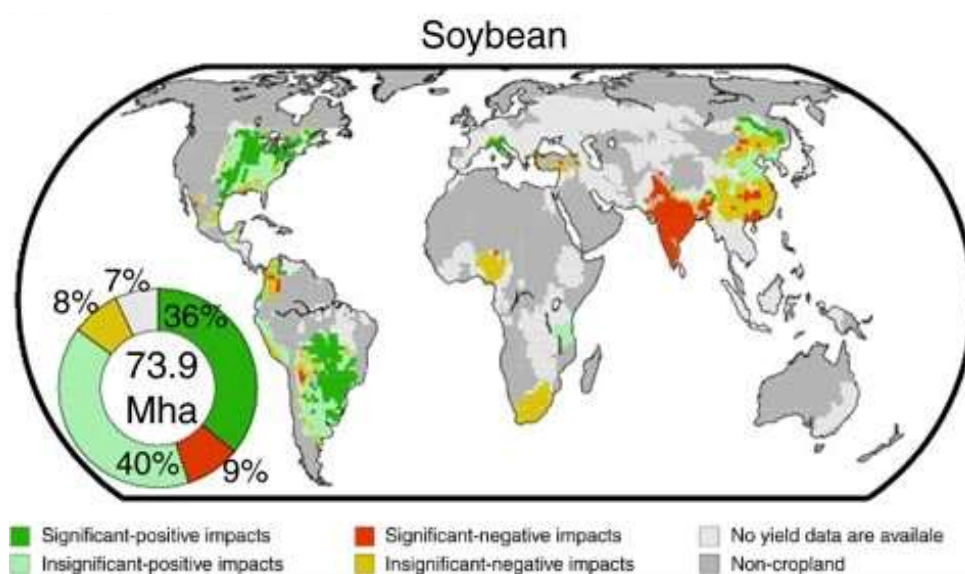 Soybean
7%
8%
36%
73.9
Mha
40%
9%
Significant-positive impacts
Significant-negative impacts
No yield data are availale
Insignificant-positive impacts
Insignificant-negative impacts
Non-cropland